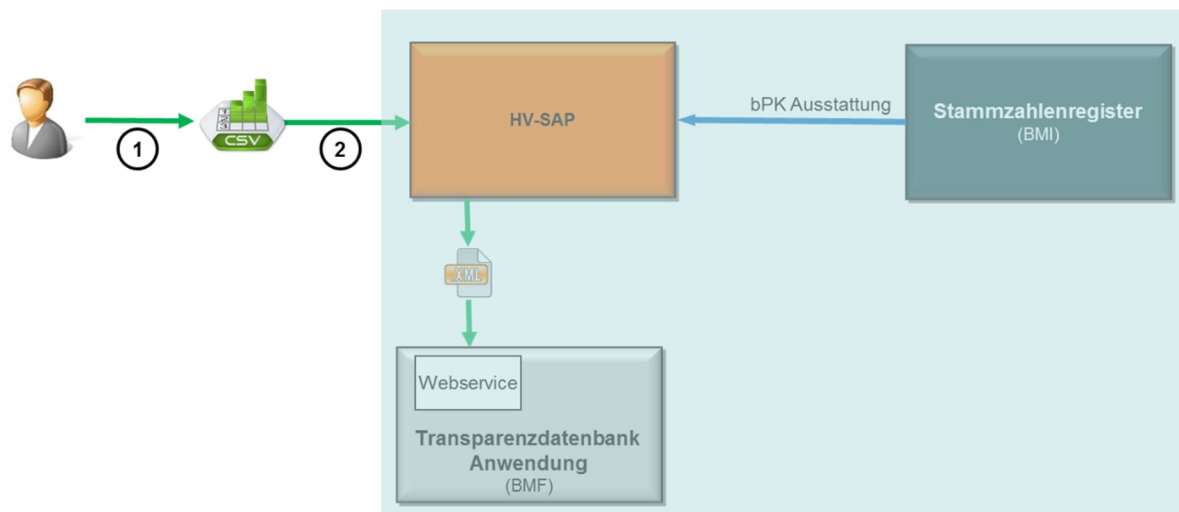 HV-SAP
bPK Ausstattung
Stammzahlenregister
(BMI)
1
CSV
2
.XML
Webservice
Transparenzdatenbank
Anwendung
(BMF)